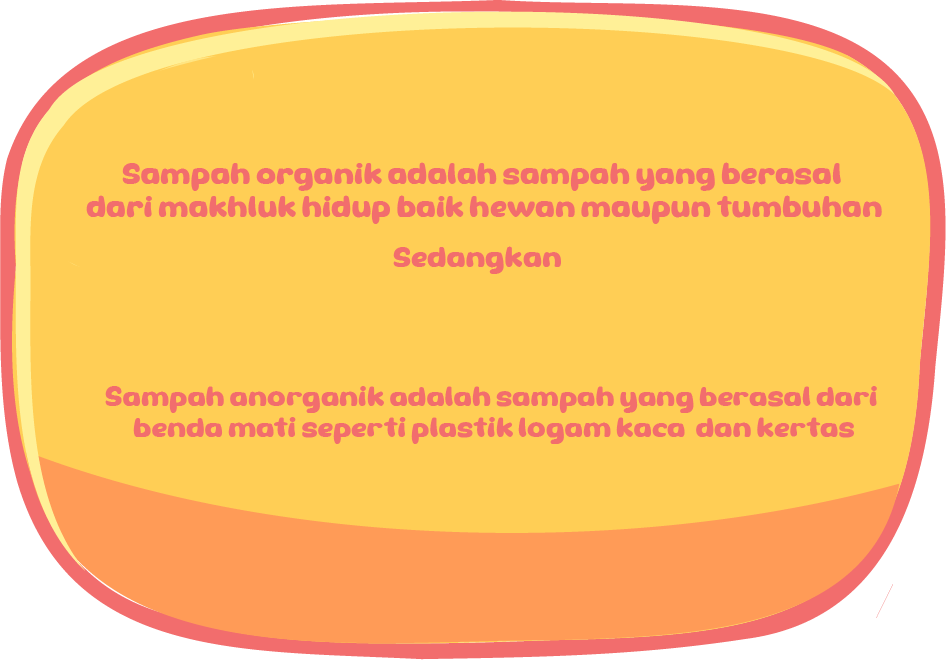 Sampah organik adalah sampah yang berasal
dari makhluk hidup baik hewan maupun tumbuhan
Sedangkan
Sampah anorganik adalah sampah yang berasal dari
benda mati seperti plastik logam kaca dan kertas